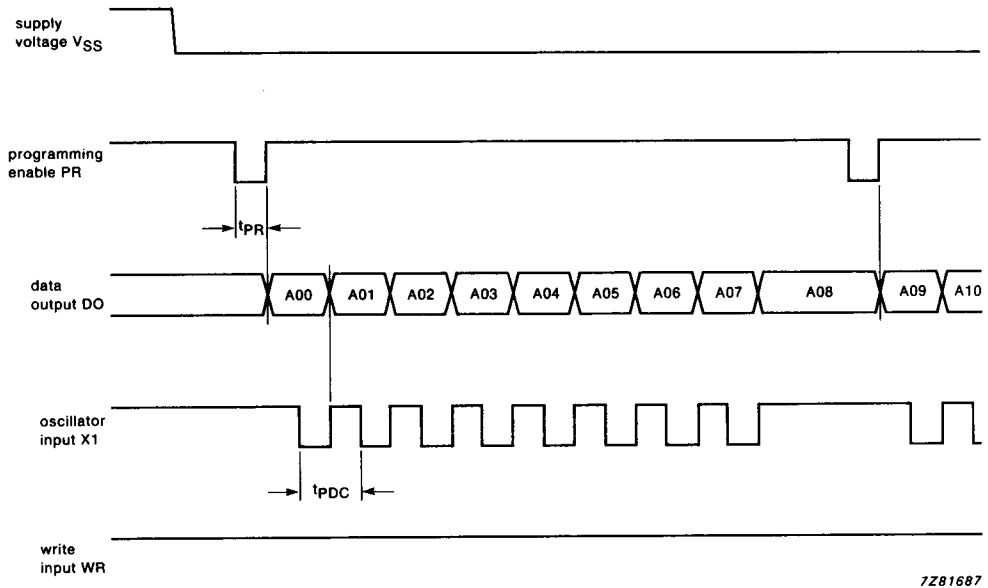 supply
voltage VSS
programming
enable PR
tPR
data
output DO
A00 A01 A02 A03 A04 A05 A06 A07 A08 A09 A10
oscillator
input X1
tPDC
write
input WR
7Z81687